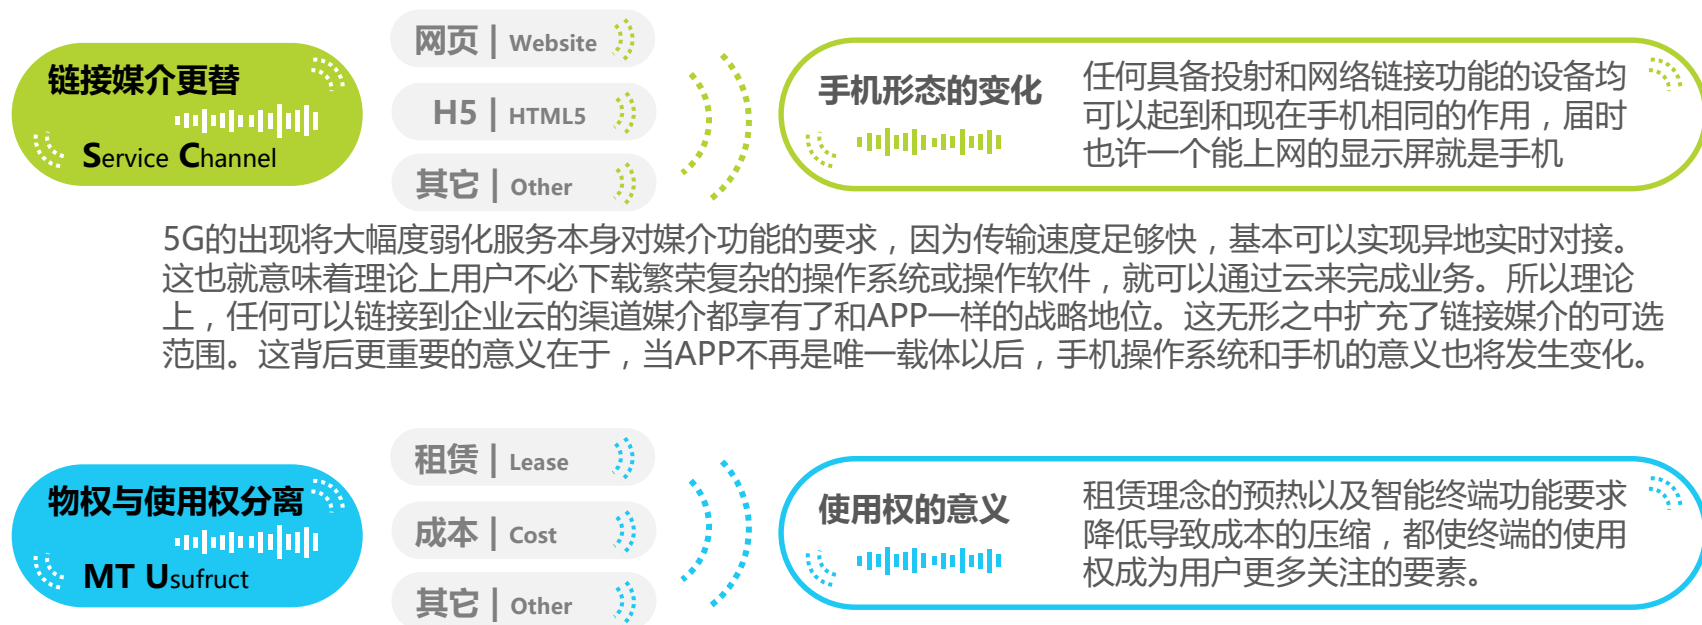 链接媒介更替
Service Channel
网页 | Website
H5 | HTML5
其它 | Other
手机形态的变化
任何具备投射和网络链接功能的设备均
可以起到和现在手机相同的作用，届时
也许一个能上网的显示屏就是手机
5G的出现将大幅度弱化服务本身对媒介功能的要求，因为传输速度足够快，基本可以实现异地实时对接。
这也就意味着理论上用户不必下载繁荣复杂的操作系统或操作软件，就可以通过云来完成业务。所以理论
上，任何可以链接到企业云的渠道媒介都享有了和APP一样的战略地位。这无形之中扩充了链接媒介的可选
范围。这背后更重要的意义在于，当APP不再是唯一载体以后，手机操作系统和手机的意义也将发生变化。
物权与使用权分离
MT Usufruct
租赁 | Lease
成本 | Cost
其它 | Other
使用权的意义
租赁理念的预热以及智能终端功能要求
降低导致成本的压缩，都使终端的使用
权成为用户更多关注的要素。